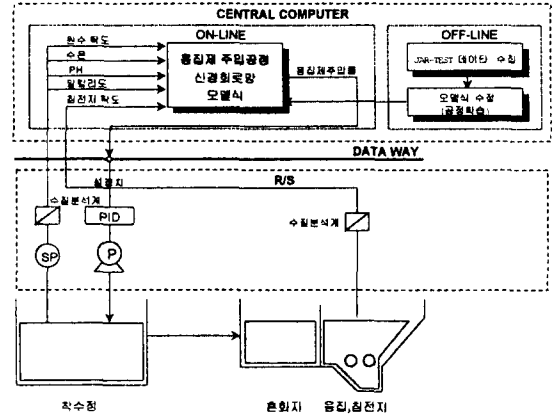 CENTRAL COMPUTER
ON-LINE
OFF-LINE
원수 탁도
수온
PH
알칼리도
침전지 탁도
응집제 주입공정
신경회로망
모델식
응집제주입률
JAR-TEST 데이타 수집
모델식 수정
(공정학습)
DATA WAY
R/S
설정치
수질분석계
PID
수질분석계
SP
P
착수정
혼화지
응집,침전지